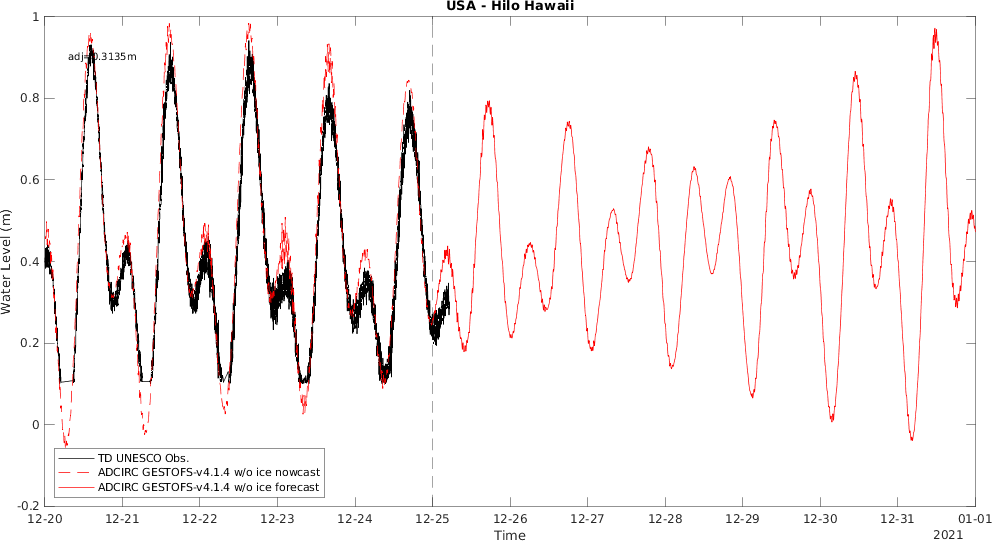 USA - Hilo Hawaii
adj=0.3135m
Water Level (m)
1
0.8
0.6
0.4
0.2
0
-0.2
TD UNESCO Obs.
ADCIRC GESTOFS-v4.1.4 w/o ice nowcast
ADCIRC GESTOFS-v4.1.4 w/o ice forecast
12-20 12-21 12-22 12-23 12-24 12-25 12-26 12-27 12-28 12-29 12-30 12-31 01-01
Time
2021